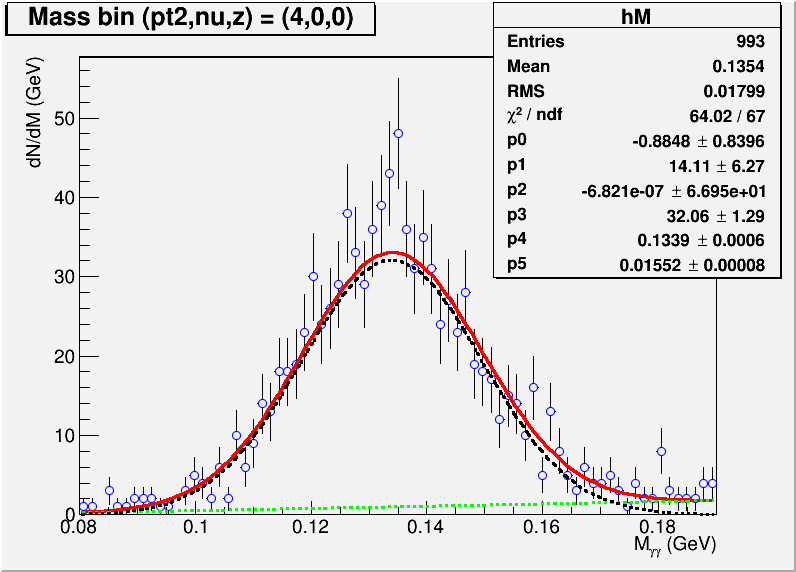 Mass bin (pt2,nu,z) = (4,0,0)
hM
Entries 993
Mean 0.1354
RMS 0.01799
χ² / ndf 64.02 / 67
p0 -0.8848 ± 0.8396
p1 14.11 ± 6.27
p2 -6.821e-07 ± 6.695e+01
p3 32.06 ± 1.29
p4 0.1339 ± 0.0006
p5 0.01552 ± 0.00008
dN/dM (GeV)
50
40
30
20
10
0
0.08 0.1 0.12 0.14 0.16 0.18
Mγγ (GeV)